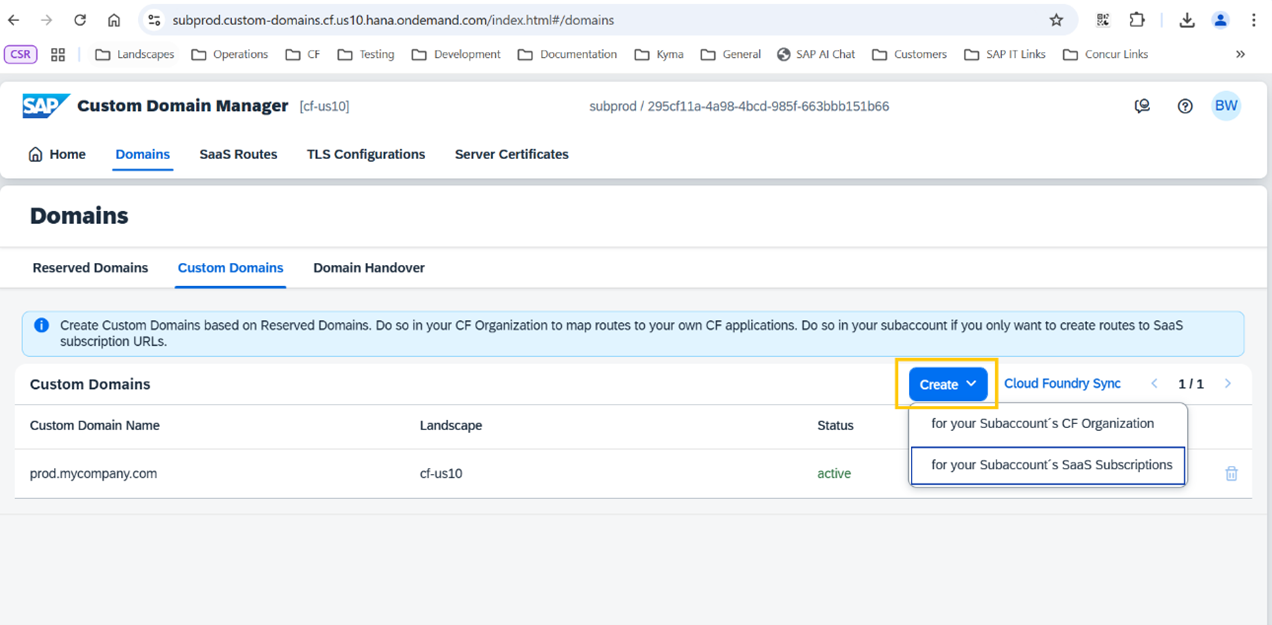 subprod.custom-domains.cf.us10.hana.ondemand.com/index.html#/domains
CSR Landscapes Operations CF Testing Development Documentation Kyma General SAP AI Chat Customers SAP IT Links Concur Links »
SAP Custom Domain Manager [cf-us10] subprod / 295cf11a-4a98-4bcd-985f-663bbb151b66 BW
Home Domains SaaS Routes TLS Configurations Server Certificates
Domains
Reserved Domains Custom Domains Domain Handover
Create Custom Domains based on Reserved Domains. Do so in your CF Organization to map routes to your own CF applications. Do so in your subaccount if you only want to create routes to SaaS
subscription URLs.
Custom Domains Create Cloud Foundry Sync 1 / 1
Custom Domain Name Landscape Status for your Subaccount´s CF Organization
prod.mycompany.com cf-us10 active for your Subaccount´s SaaS Subscriptions